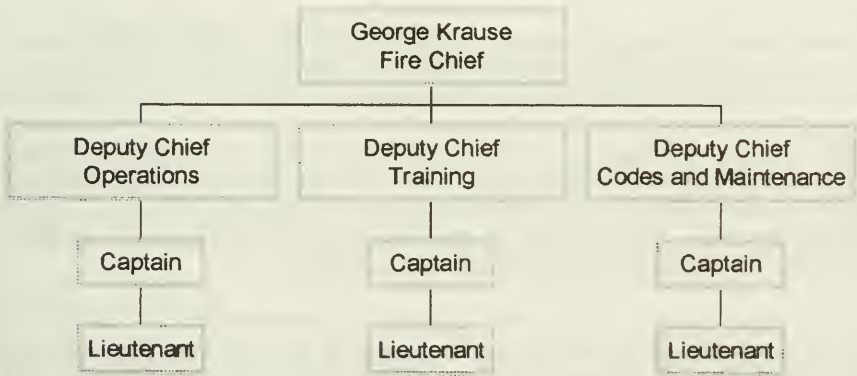 George Krause
Fire Chief
Deputy Chief
Operations
Deputy Chief
Training
Deputy Chief
Codes and Maintenance
Captain
Captain
Captain
Lieutenant
Lieutenant
Lieutenant